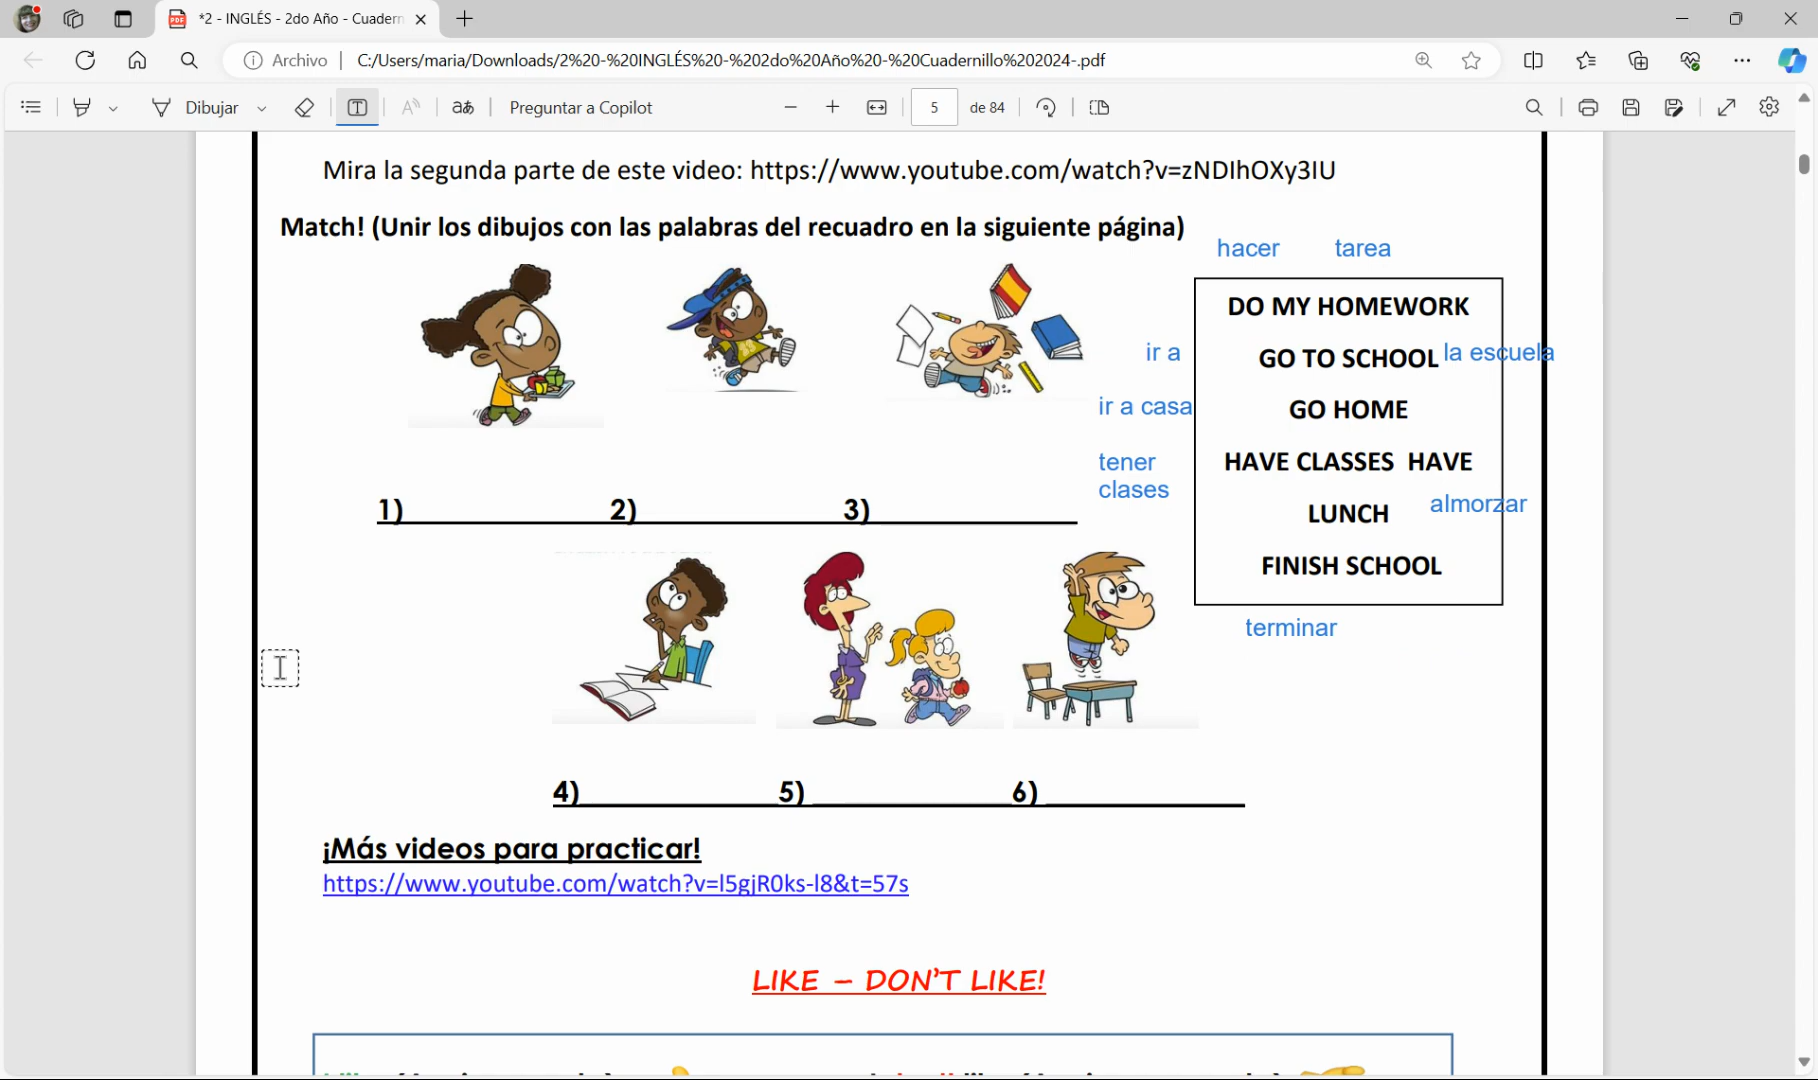 *2 - INGLÉS - 2do Año - Cuadern
Archivo
C:/Users/maria/Downloads/2%20-%20INGLÉS%20-%202do%20Año%20-%20Cuadernillo%202024-.pdf
Dibujar
Preguntar a Copilot
5 de 84
Mira la segunda parte de este video: https://www.youtube.com/watch?v=zNDIhOXy3IU
Match! (Unir los dibujos con las palabras del recuadro en la siguiente página)
hacer tarea
DO MY HOMEWORK
ir a GO TO SCHOOL la escuela
ir a casa GO HOME
tener HAVE CLASSES HAVE
clases
LUNCH almorzar
1) 2) 3)
FINISH SCHOOL
terminar
4) 5) 6)
¡Más videos para practicar!
https://www.youtube.com/watch?v=l5gjR0ks-l8&t=57s
LIKE – DON'T LIKE!